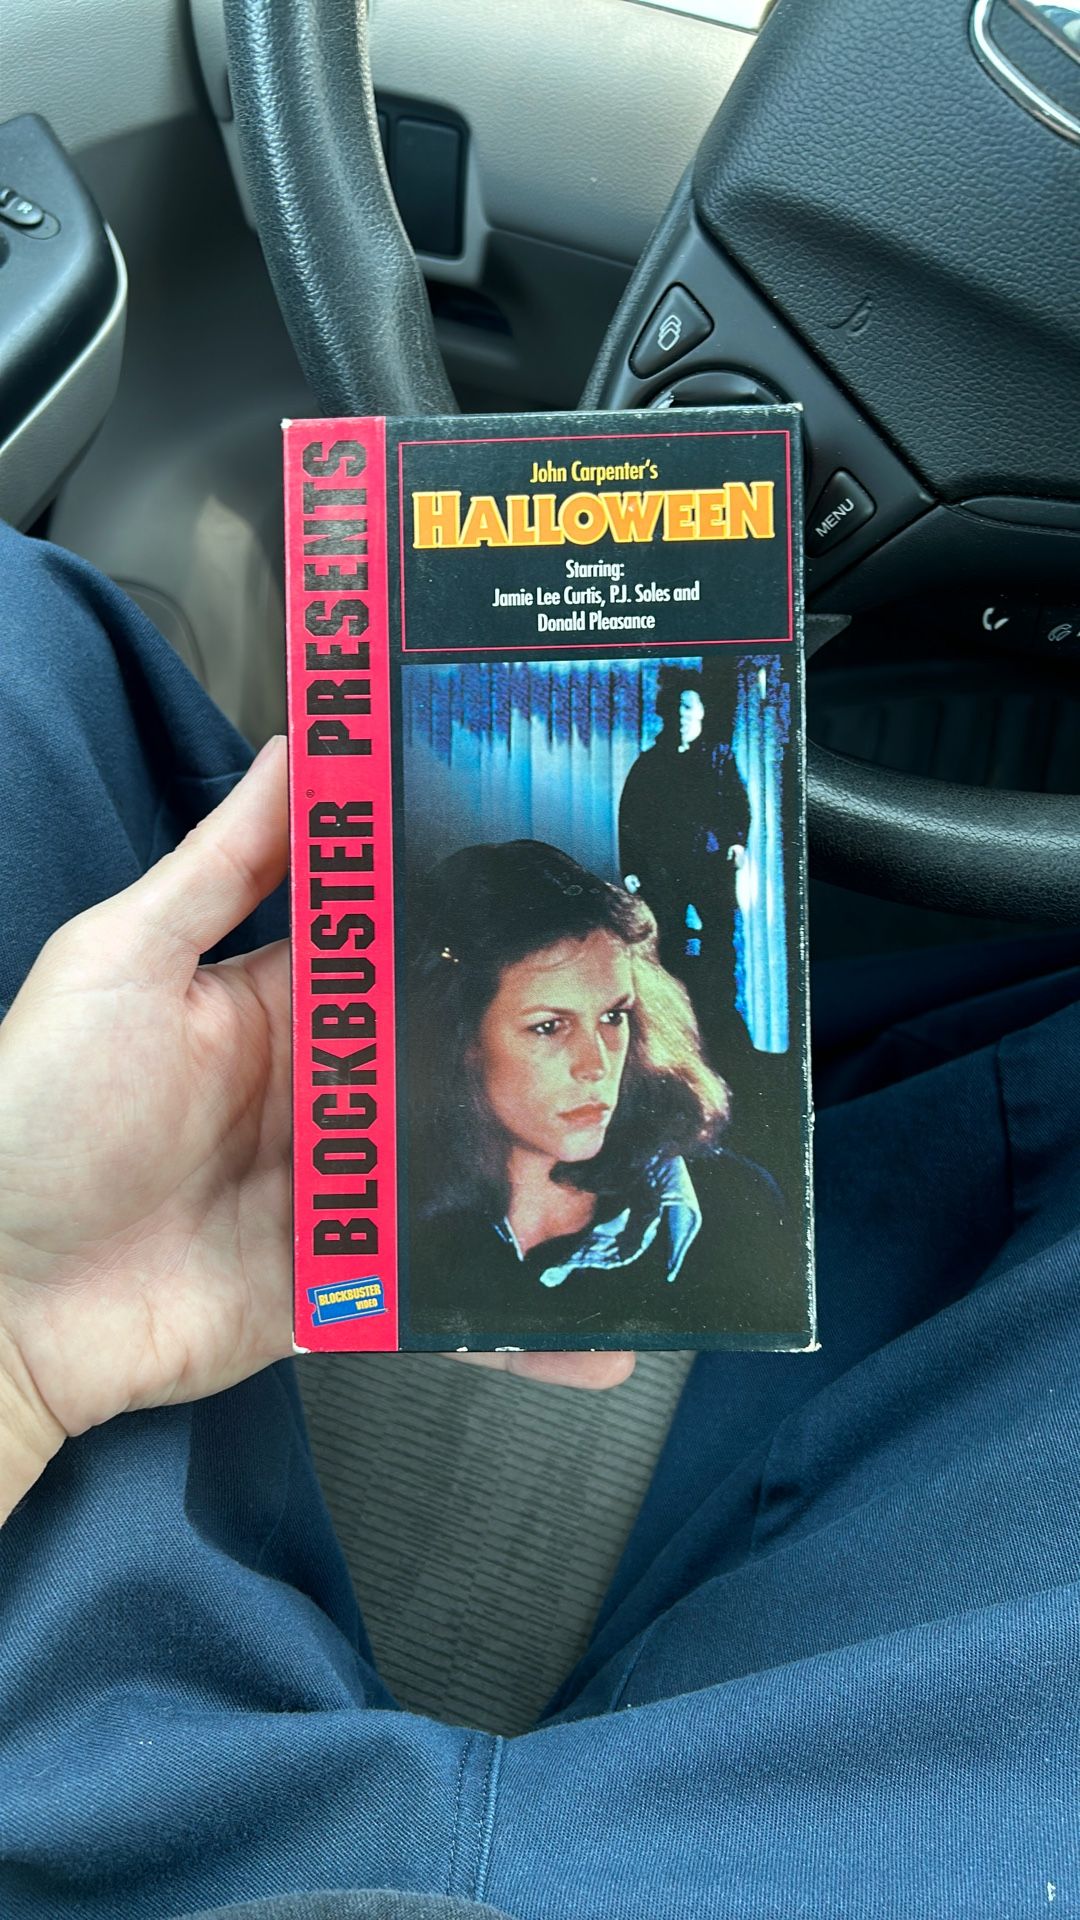 BLOCKBUSTER® PRESENTS
BLOCKBUSTER
VIDEO
John Carpenter's
HALLOWEEN
Starring:
Jamie Lee Curtis, P.J. Soles and
Donald Pleasance
MENU